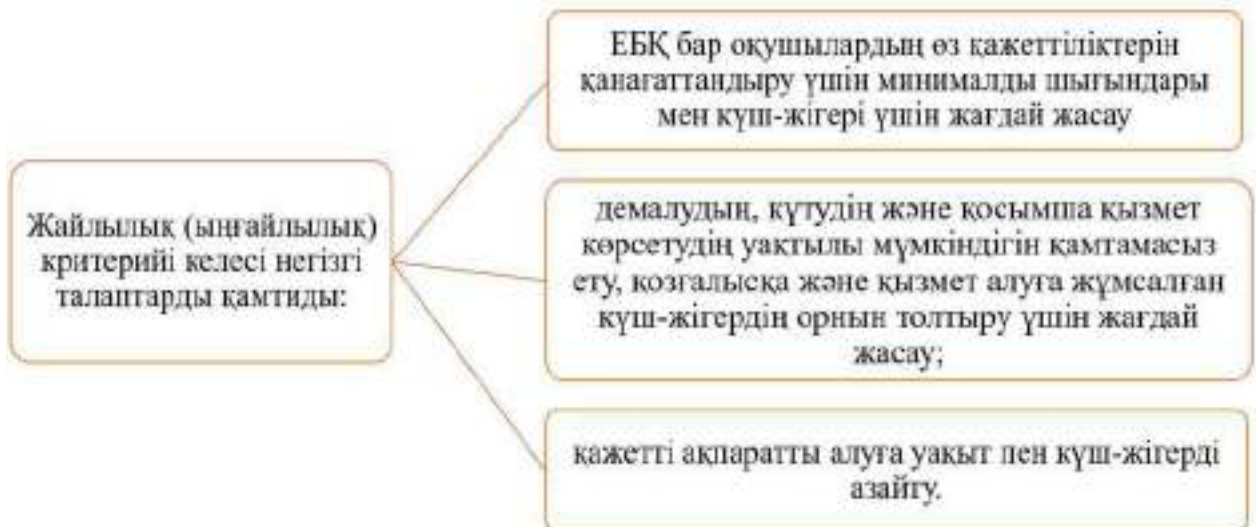 Жайлылық (ыңғайлылық)
критерийі келесі негізгі
талаптарды қамтиды:
ЕБҚ бар оқушылардың өз қажеттіліктерін
қанағаттандыру үшін минималды шығындары
мен күш-жігері үшін жағдай жасау
демалудың, күтудің және қосымша қызмет
көрсетудің уақтылы мүмкіндігін қамтамасыз
ету, қозғалысқа және қызмет алуға жұмсалған
күш-жігердің орнын толтыру үшін жағдай
жасау;
қажетті ақпаратты алуға уақыт пен күш-жігерді
азайту.